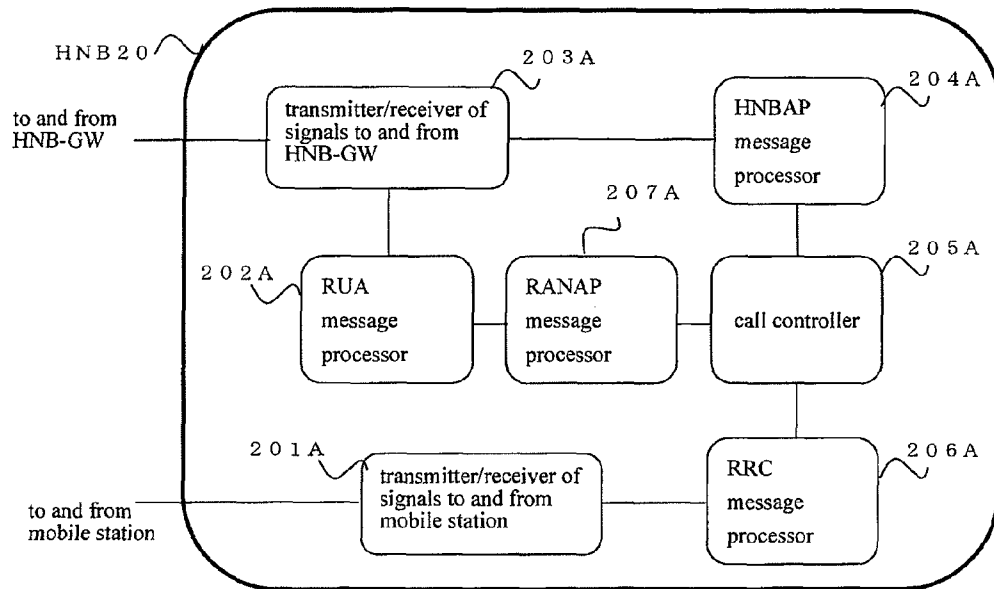 HNB20
203A
204A
to and from
HNB-GW
transmitter/receiver of
signals to and from
HNB-GW
HNBAP
message
processor
207A
202A
205A
RUA
message
processor
RANAP
message
processor
call controller
201A
206A
transmitter/receiver of
signals to and from
mobile station
RRC
message
processor
to and from
mobile station